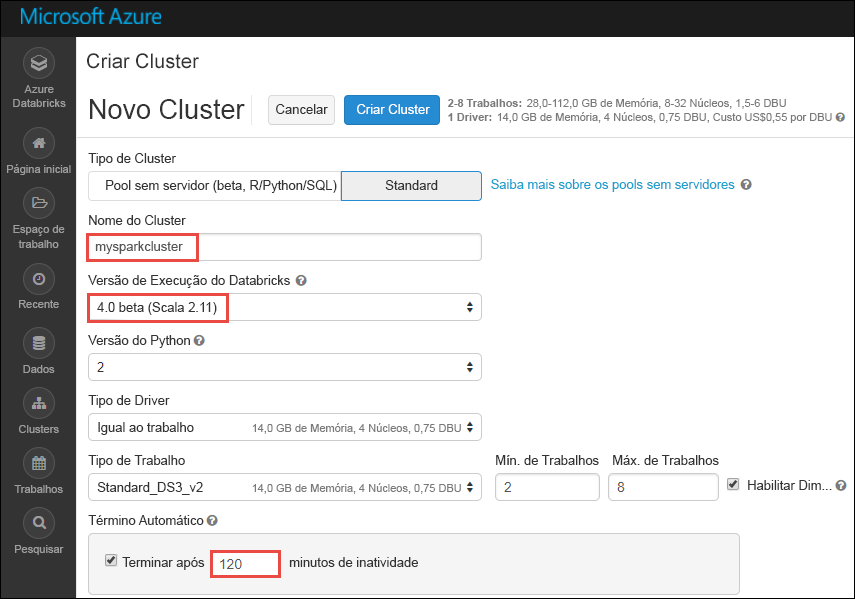 Microsoft Azure
Azure
Databricks
Página inicial
Espaço de
trabalho
Recente
Dados
Clusters
Trabalhos
Pesquisar
Criar Cluster
Novo Cluster
Cancelar
Criar Cluster
2-8 Trabalhos: 28,0-112,0 GB de Memória, 8-32 Núcleos, 1,5-6 DBU
1 Driver: 14,0 GB de Memória, 4 Núcleos, 0,75 DBU, Custo US$0,55 por DBU ?
Tipo de Cluster
Pool sem servidor (beta, R/Python/SQL) Standard Saiba mais sobre os pools sem servidores ?
Nome do Cluster
mysparkcluster
Versão de Execução do Databricks ?
4.0 beta (Scala 2.11)
Versão do Python ?
2
Tipo de Driver
Igual ao trabalho 14,0 GB de Memória, 4 Núcleos, 0,75 DBU
Tipo de Trabalho Mín. de Trabalhos Máx. de Trabalhos
Standard_DS3_v2 14,0 GB de Memória, 4 Núcleos, 0,75 DBU 2 8 Habilitar Dim... ?
Término Automático ?
Terminar após 120 minutos de inatividade